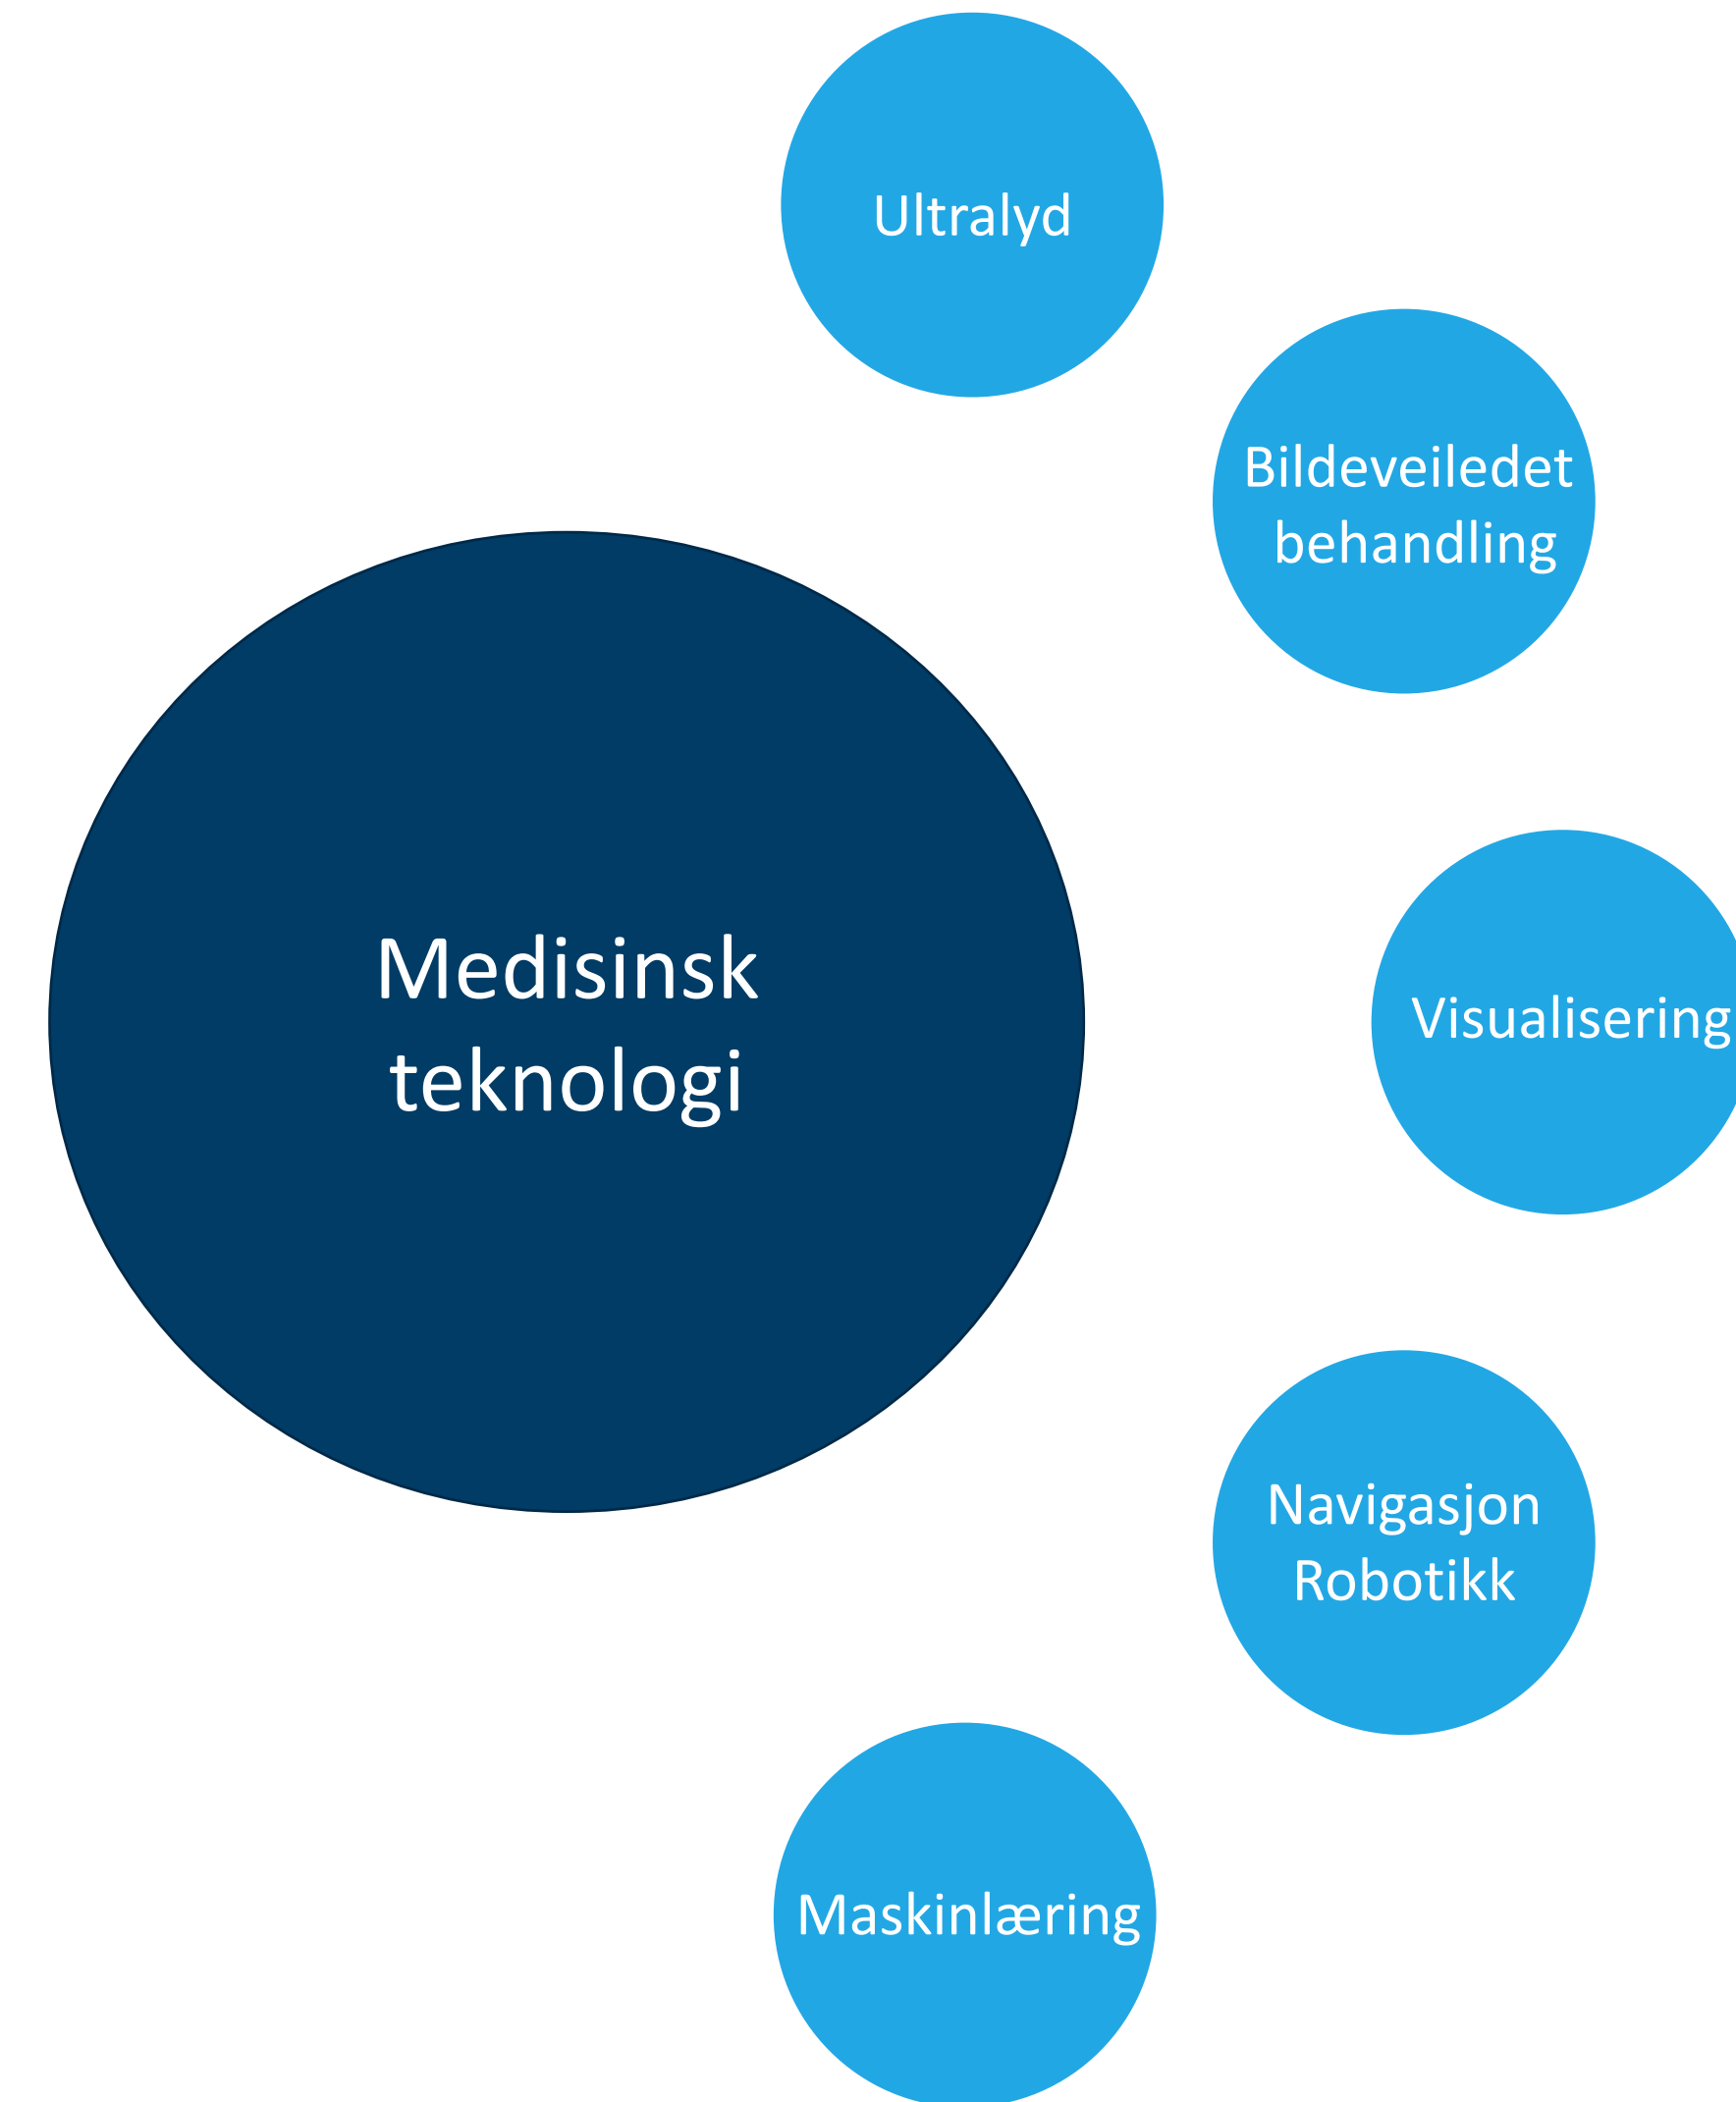 Ultralyd
Bildeveiledet
behandling
Medisinsk
teknologi
Visualisering
Navigasjon
Robotikk
Maskinlæring